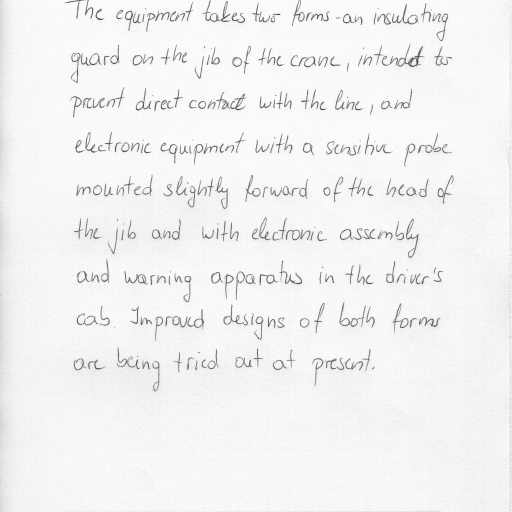 The equipment takes two forms - an insulating
guard on the jib of the crane, intended to
prevent direct contact with the line, and
electronic equipment with a sensitive probe
mounted slightly forward of the head of
the jib and with electronic assembly
and warning apparatus in the driver's
cab. Improved designs of both forms
are being tried out at present.